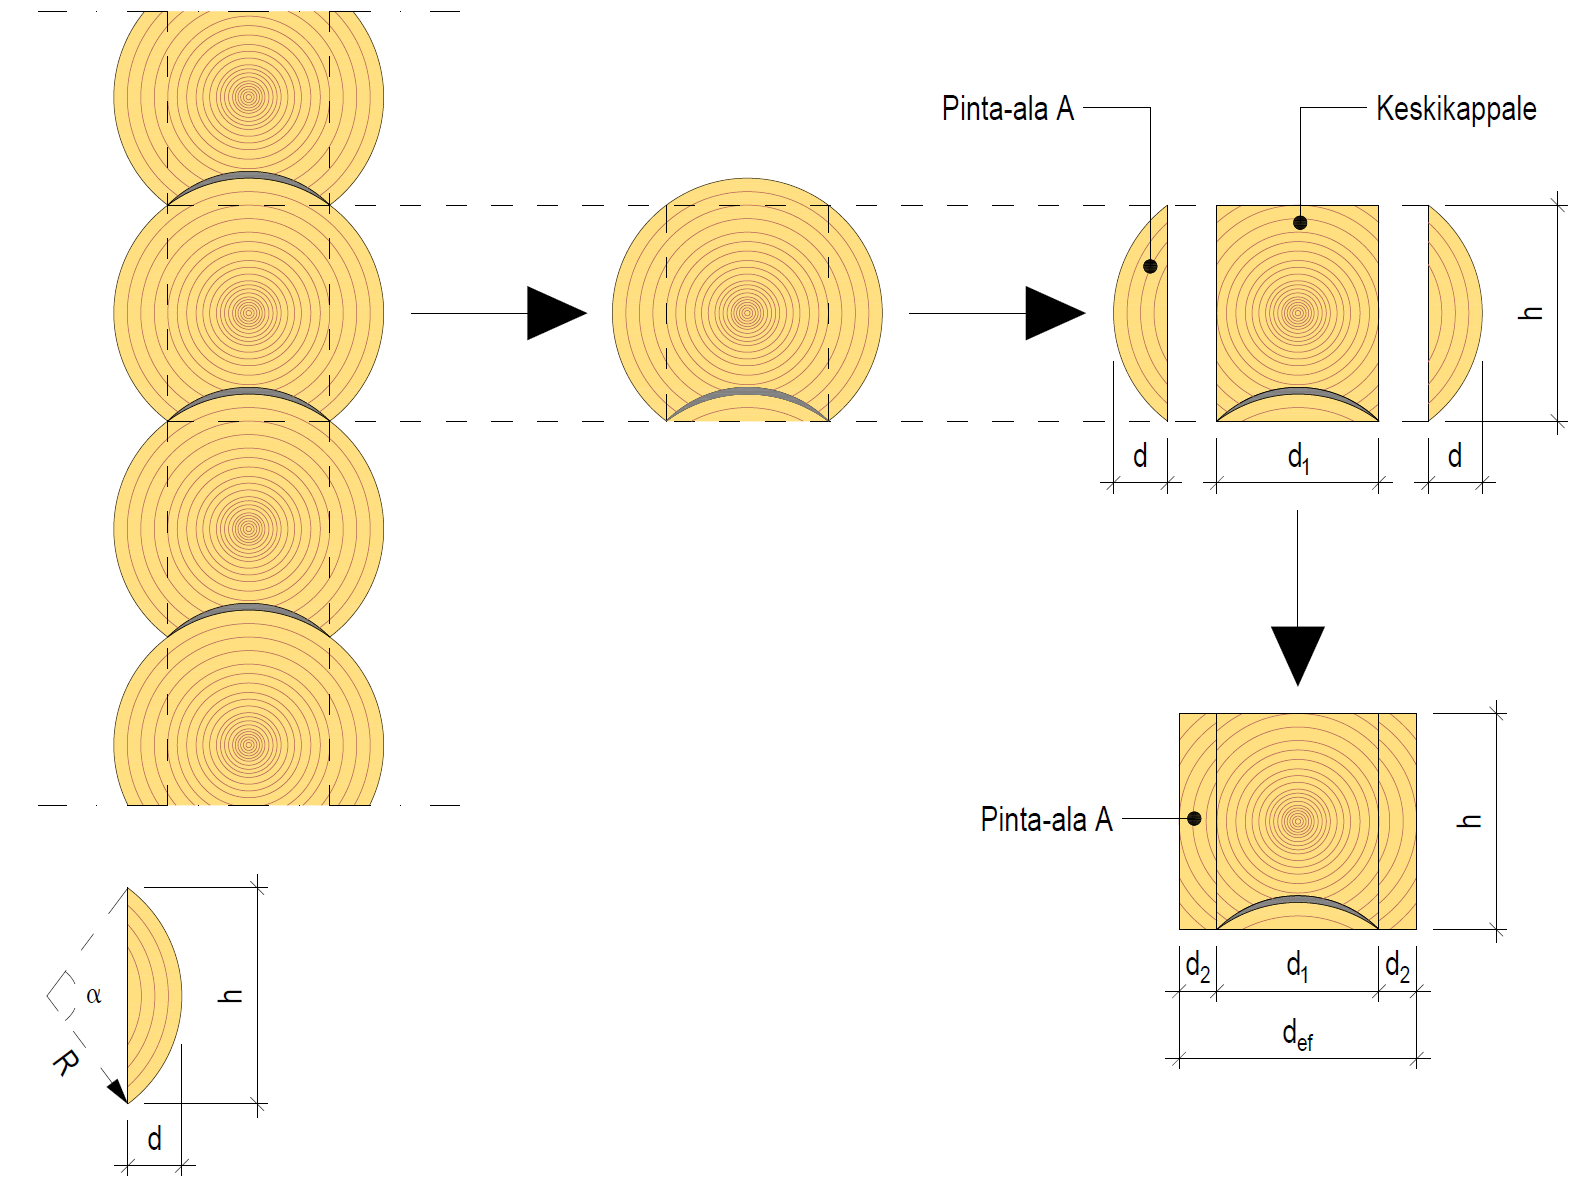 Pinta-ala A
Keskikappale
h
d
d1
d
Pinta-ala A
h
d2
d1
d2
def
α
h
R
d